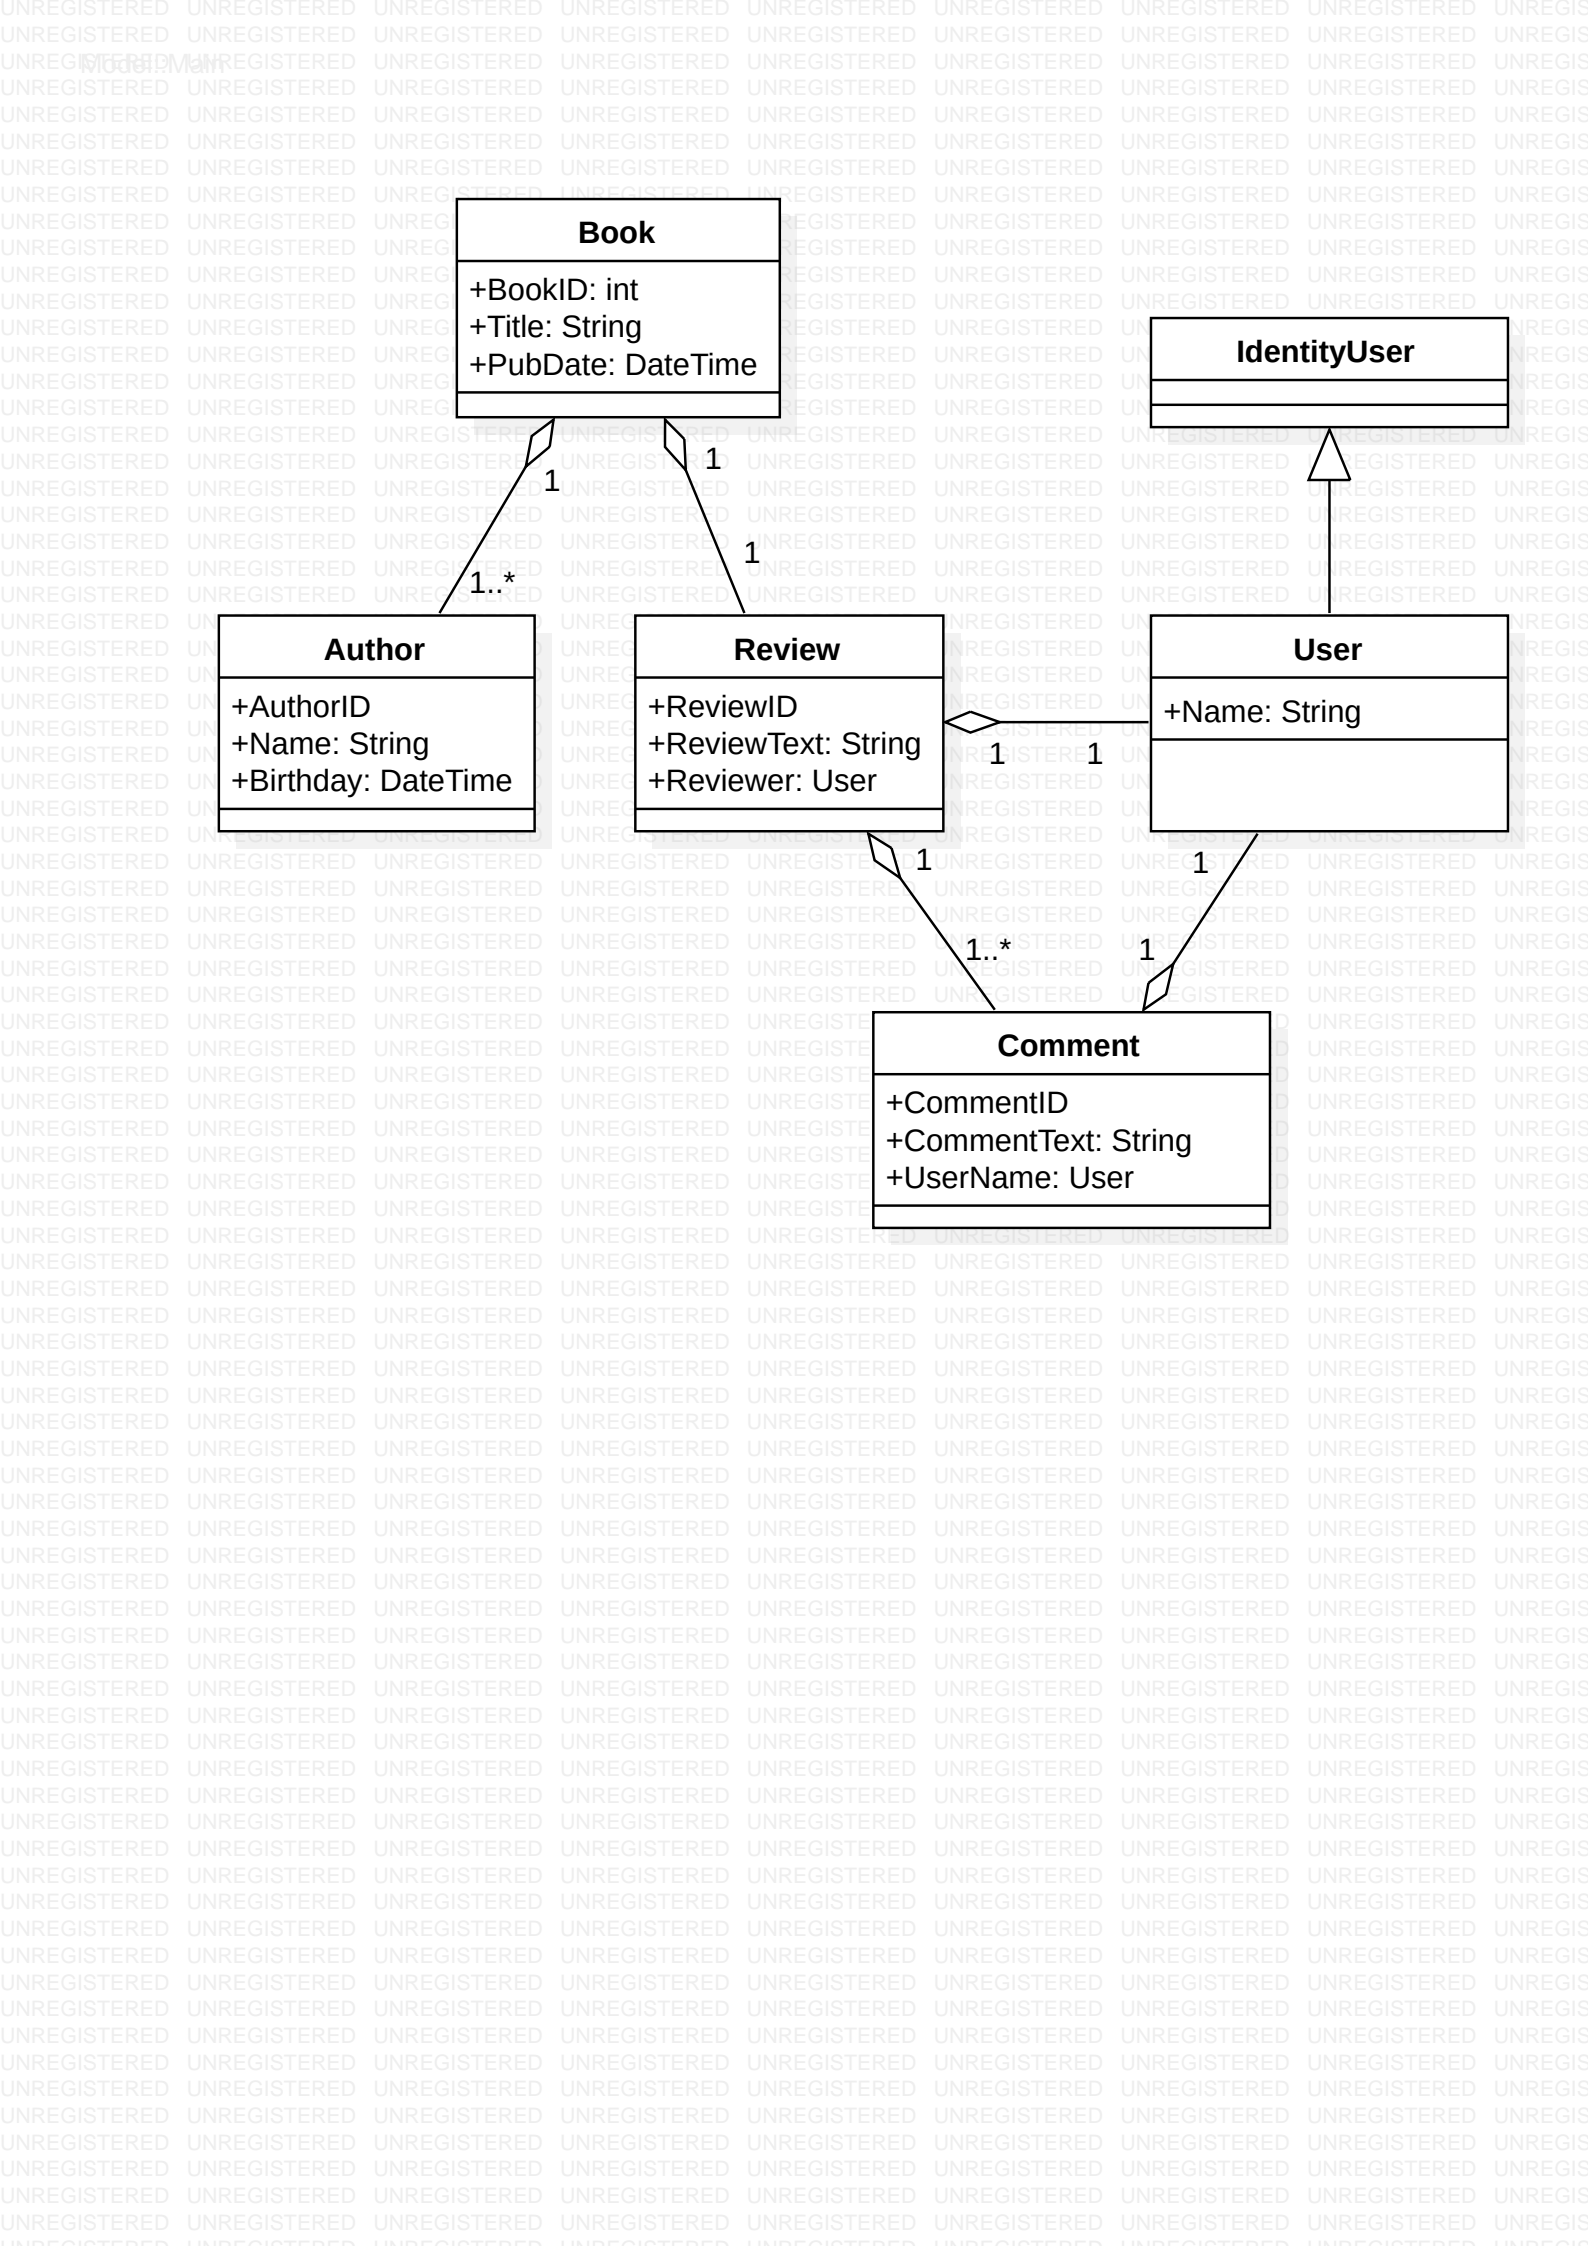 Model::Main
Book
+BookID: int
+Title: String
+PubDate: DateTime
IdentityUser
1
1
1
1..*
Author
+AuthorID
+Name: String
+Birthday: DateTime
Review
+ReviewID
+ReviewText: String
+Reviewer: User
User
+Name: String
1
1
1
1
1..*
1
Comment
+CommentID
+CommentText: String
+UserName: User
UNREGISTERED